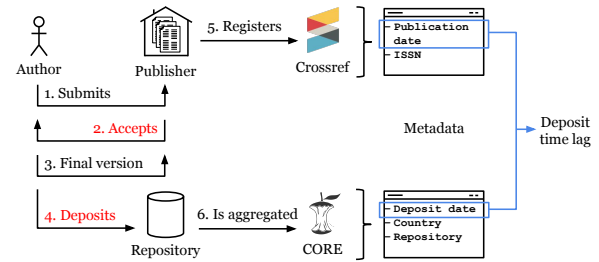 5. Registers
Author
Publisher
Crossref
- Publication
date
- ISSN
1. Submits
2. Accepts
3. Final version
Metadata
Deposit
time lag
4. Deposits
6. Is aggregated
Repository
CORE
- Deposit date
- Country
- Repository